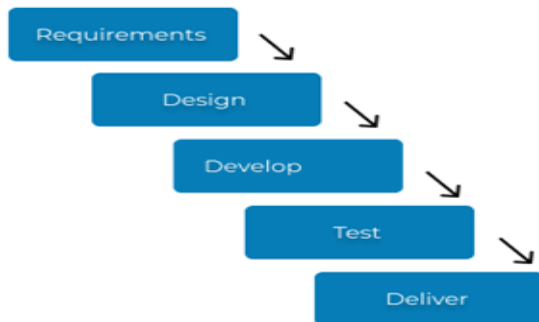 Requirements
Design
Develop
Test
Deliver